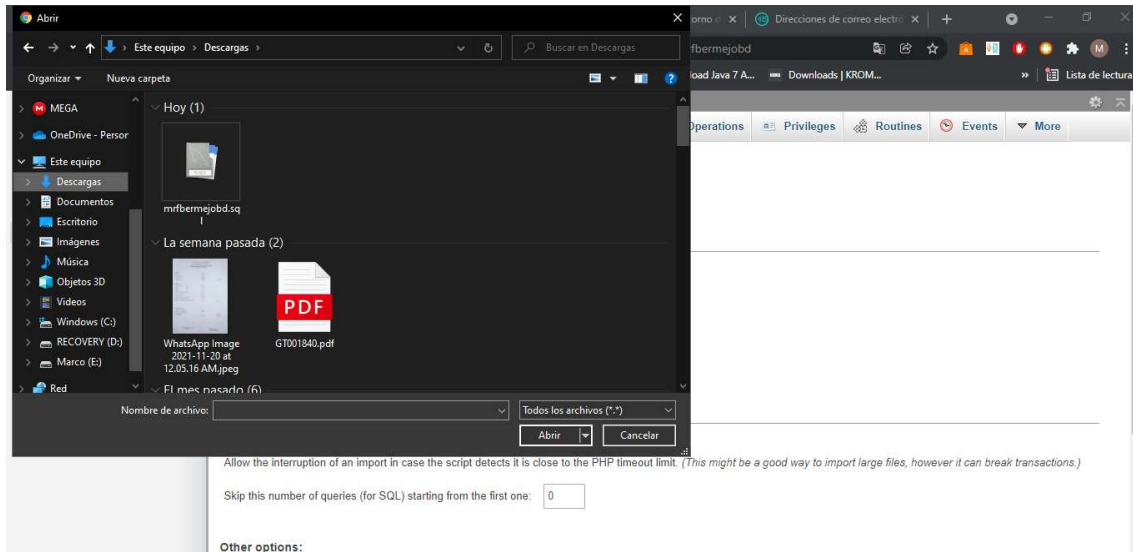 Abrir
orno d
Direcciones de correo electró
Este equipo
Descargas
Buscar en Descargas
fbermejobd
M
Organizar
Nueva carpeta
load Java 7 A...
Downloads | KROM...
»
Lista de lectura
MEGA
OneDrive - Person
Este equipo
Descargas
Documentos
Escritorio
Imágenes
Música
Objetos 3D
Videos
Windows (C:)
RECOVERY (D:)
Marco (E:)
Red
Hoy (1)
mrfbermejobd.sq
l
La semana pasada (2)
WhatsApp Image
2021-11-20 at
12.05.16 AM.jpeg
PDF
GT001840.pdf
El mes pasado (6)
Operations
Privileges
Routines
Events
More
Nombre de archivo:
Todos los archivos (*.*)
Abrir
Cancelar
Allow the interruption of an import in case the script detects it is close to the PHP timeout limit. (This might be a good way to import large files, however it can break transactions.)
Skip this number of queries (for SQL) starting from the first one: 0
Other options: